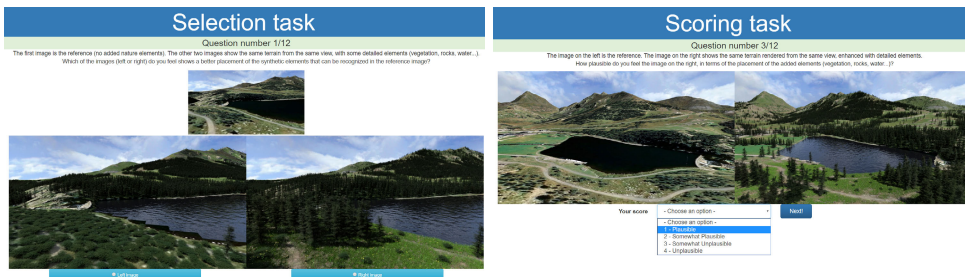 Selection task
Question number 1/12
The first image is the reference (no added nature elements). The other two images show the same terrain from the same view, with some detailed elements (vegetation, rocks, water...).
Which of the images (left or right) do you feel shows a better placement of the synthetic elements that can be recognized in the reference image?
Left image
Right image
Scoring task
Question number 3/12
The image on the left is the reference. The image on the right shows the same terrain rendered from the same view, enhanced with detailed elements.
How plausible do you feel the image on the right, in terms of the placement of the added elements (vegetation, rocks, water...)?
Your score
- Choose an option -
Next!
- Choose an option -
1 - Plausible
2 - Somewhat Plausible
3 - Somewhat Unplausible
4 - Unplausible